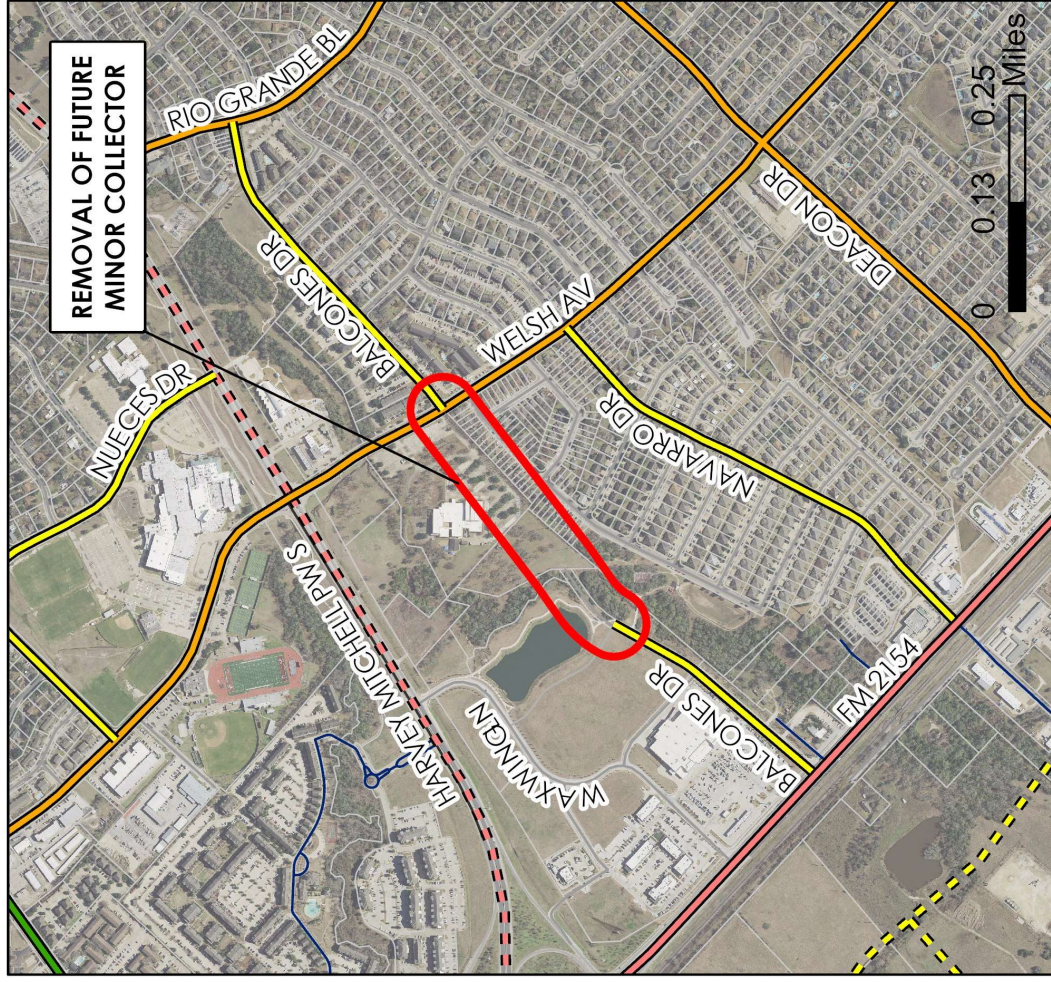 REMOVAL OF FUTURE
MINOR COLLECTOR
RIO GRANDE BL
BALCONES DR
NUECES DR
WELSH AV
DEACON DR
NAVARRO DR
HARVEY MITCHELL PW S
WAXWING LN
BALCONES DR
FM 2154
0 0.13 0.25
Miles